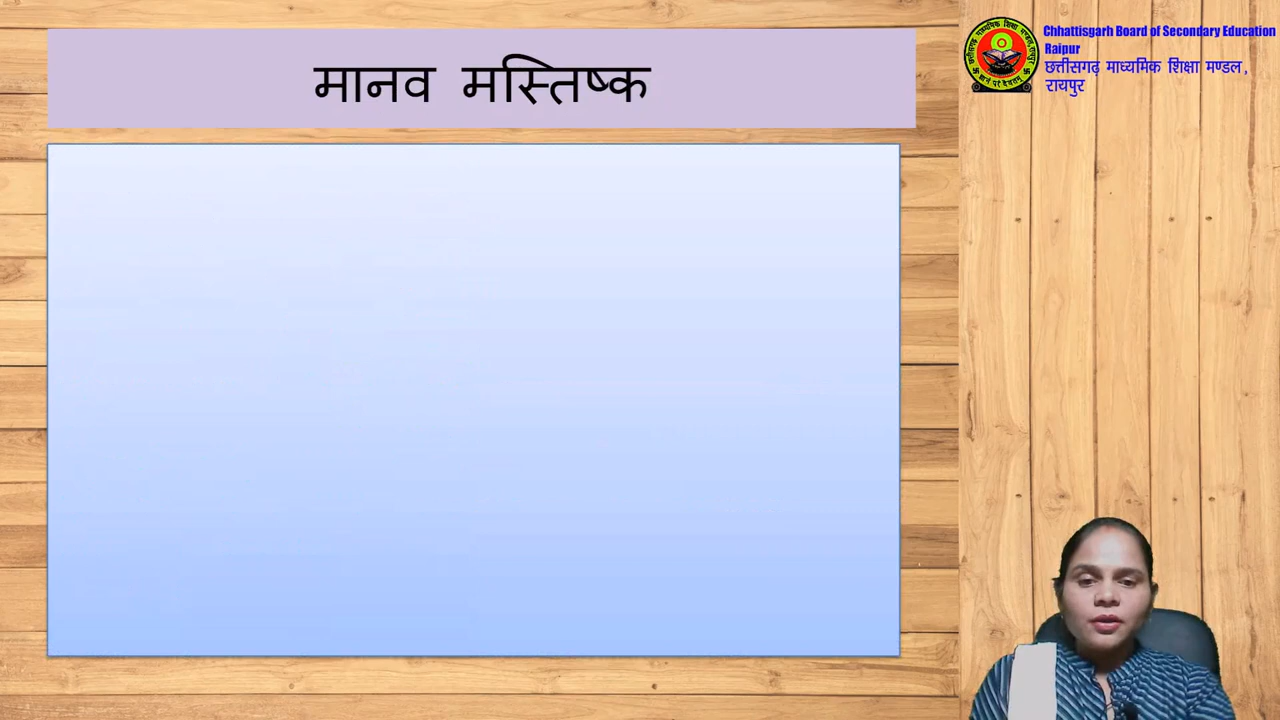 मानव मस्तिष्क
Chhattisgarh Board of Secondary Education
Raipur
छत्तीसगढ़ माध्यमिक शिक्षा मण्डल,
रायपुर